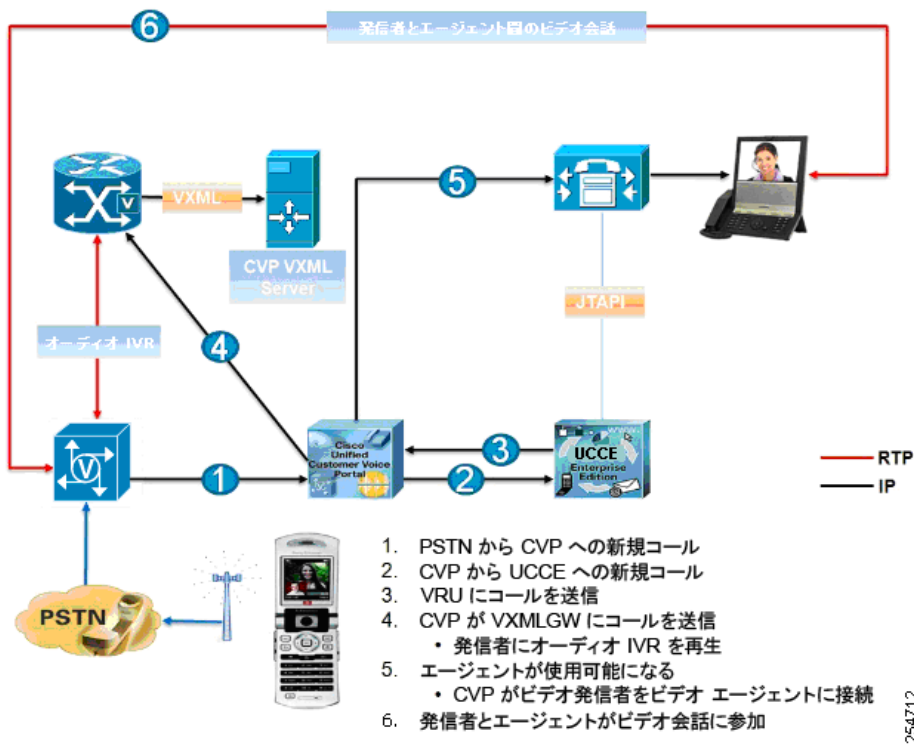 6
発信者とエージェント間のビデオ会話
VXML
CVP VXML
Server
5
JTAPI
オーディオ IVR
4
V
V
1
Cisco
Unified
Customer Voice
Portal
3
2
www.
UCCE
Enterprise
Edition
RTP
IP
PSTN
1. PSTN から CVP への新規コール
2. CVP から UCCE への新規コール
3. VRU にコールを送信
4. CVP が VXMLGW にコールを送信
• 発信者にオーディオ IVR を再生
5. エージェントが使用可能になる
• CVP がビデオ発信者をビデオ エージェントに接続
6. 発信者とエージェントがビデオ会話に参加
254712